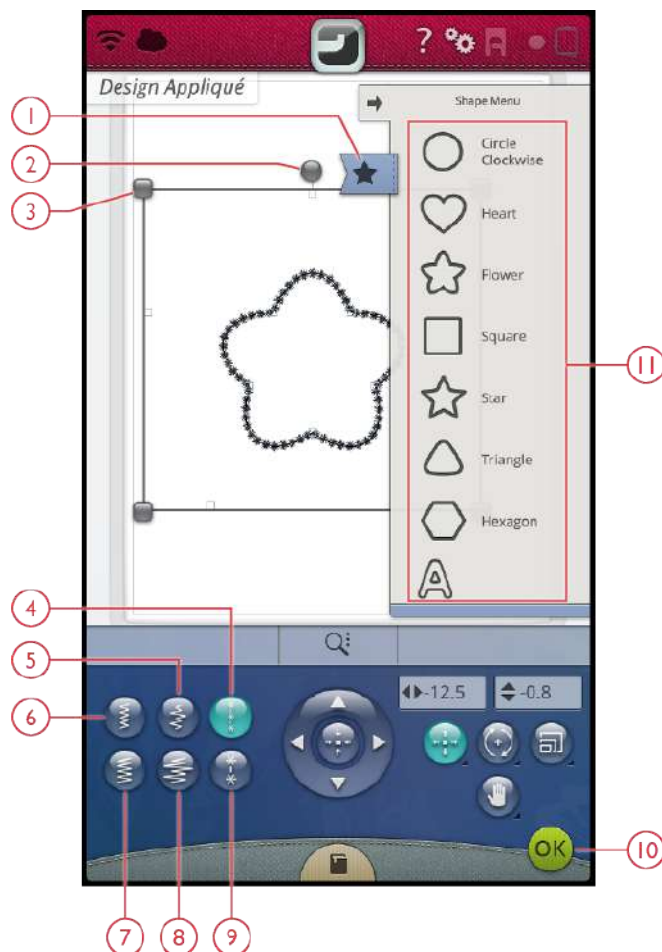 ?
Design Appliqué
Shape Menu
1
2
3
Circle
Clockwise
Heart
Flower
Square
11
Star
Triangle
Hexagon
A
4
5
6
-12.5
-0.8
OK
10
7
8
9